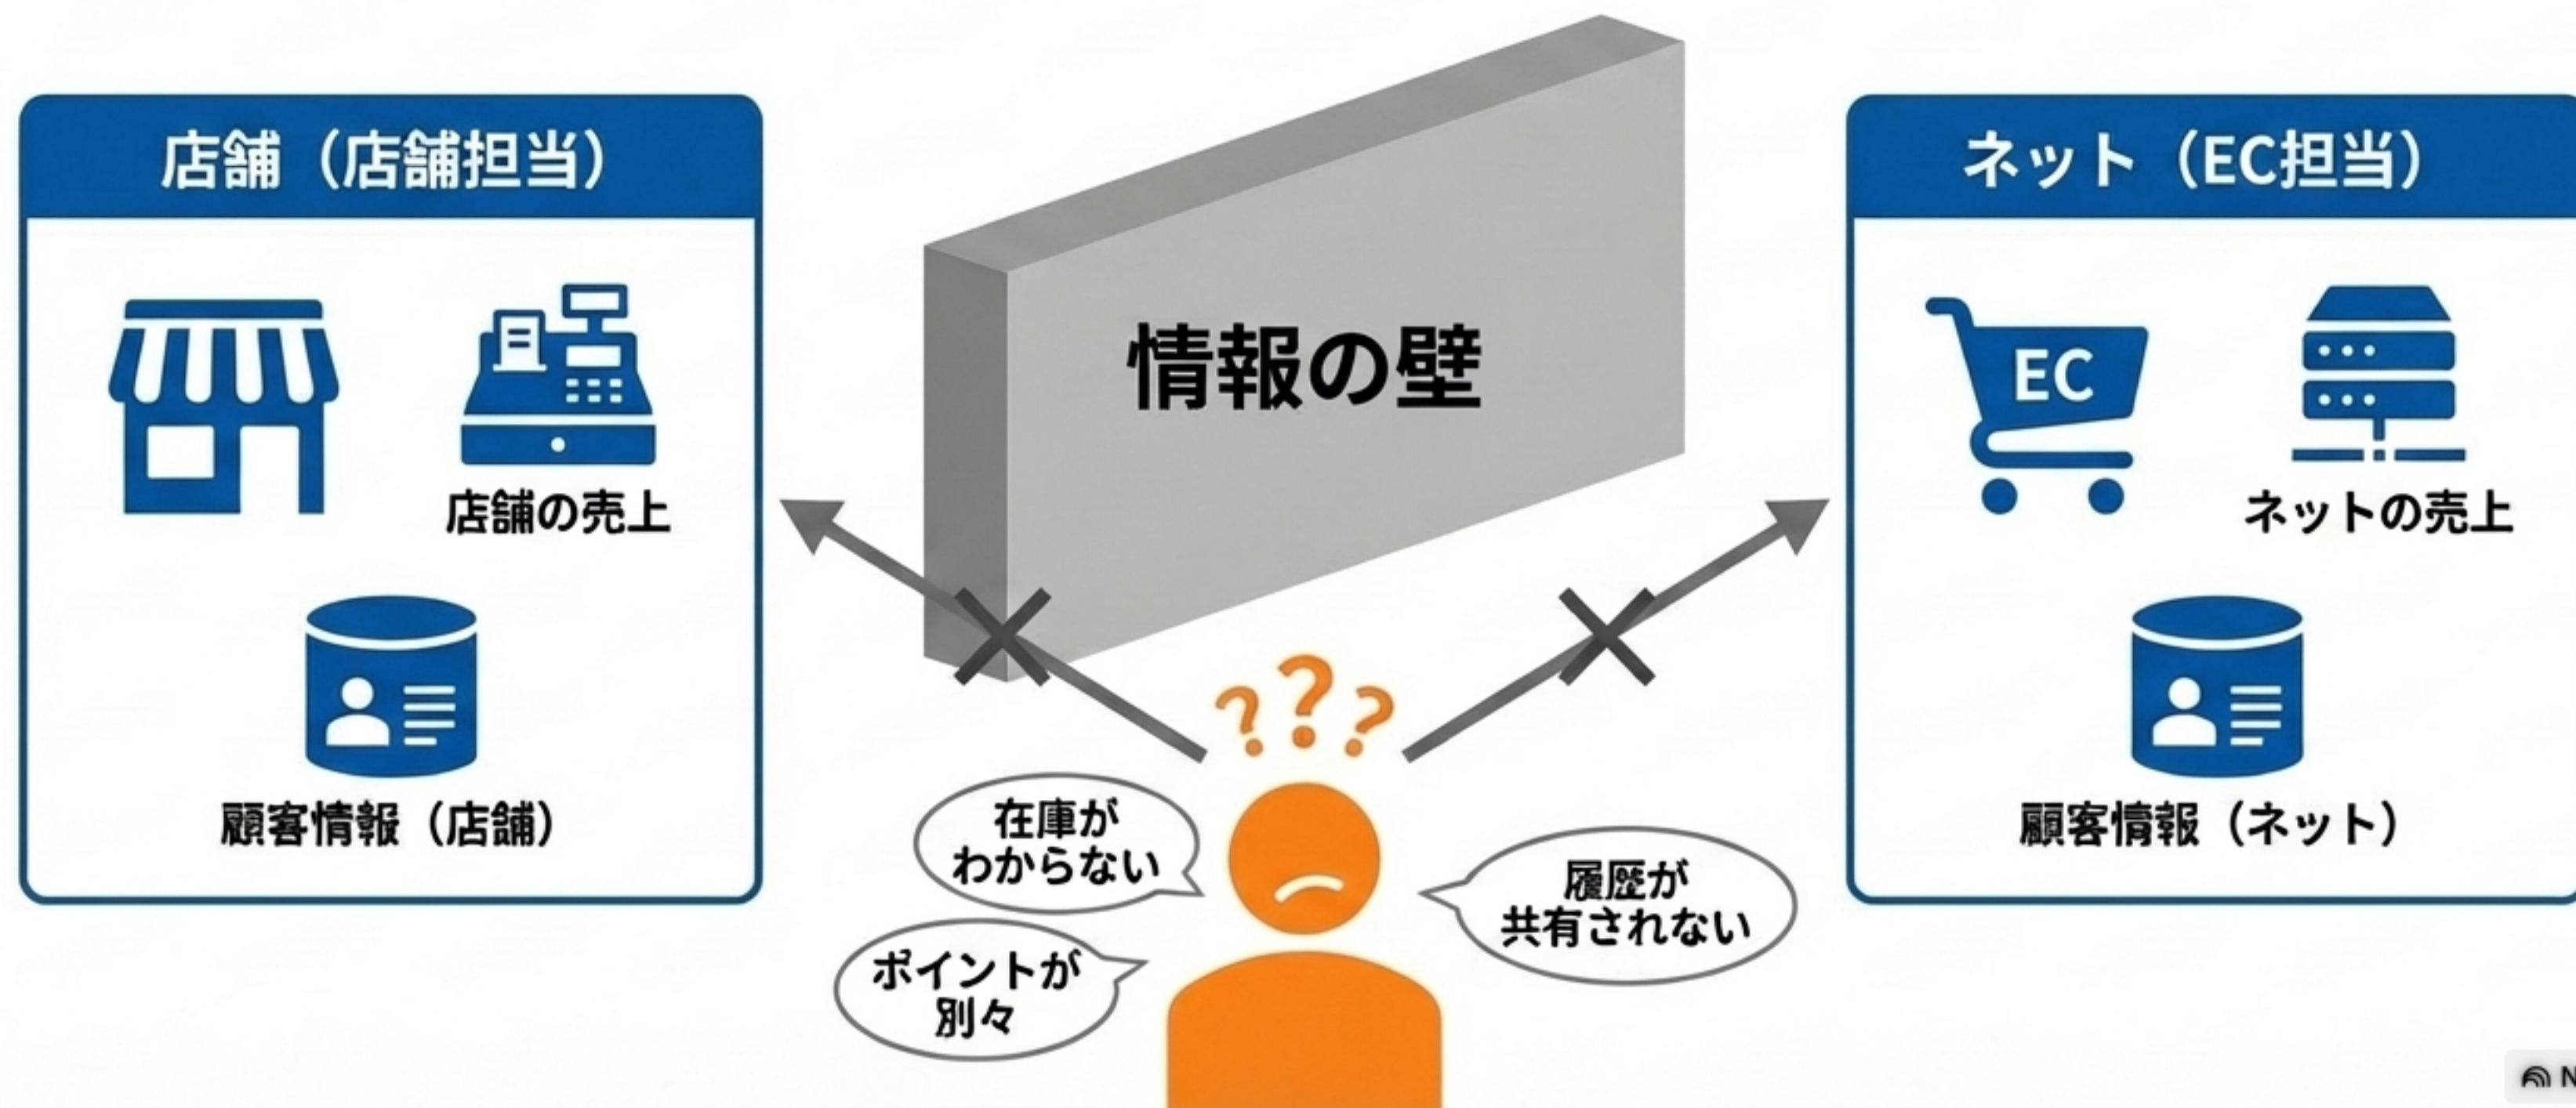 店舗（店舗担当）
店舗の売上
顧客情報（店舗）
情報の壁
???
在庫が
わからない
ポイントが
別々
履歴が
共有されない
ネット（EC担当）
EC
ネットの売上
顧客情報（ネット）
N